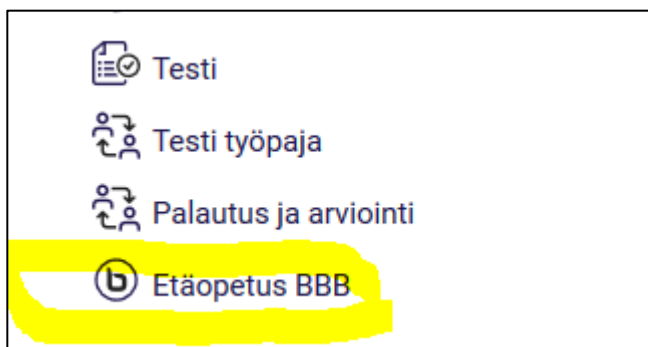 Testi
Testi työpaja
Palautus ja arviointi
Etäopetus BBB